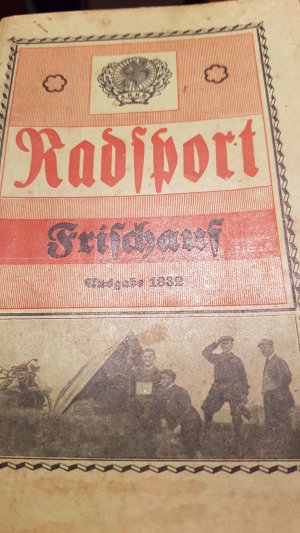 Radſport
Friſchauf
Ausgabe 1932